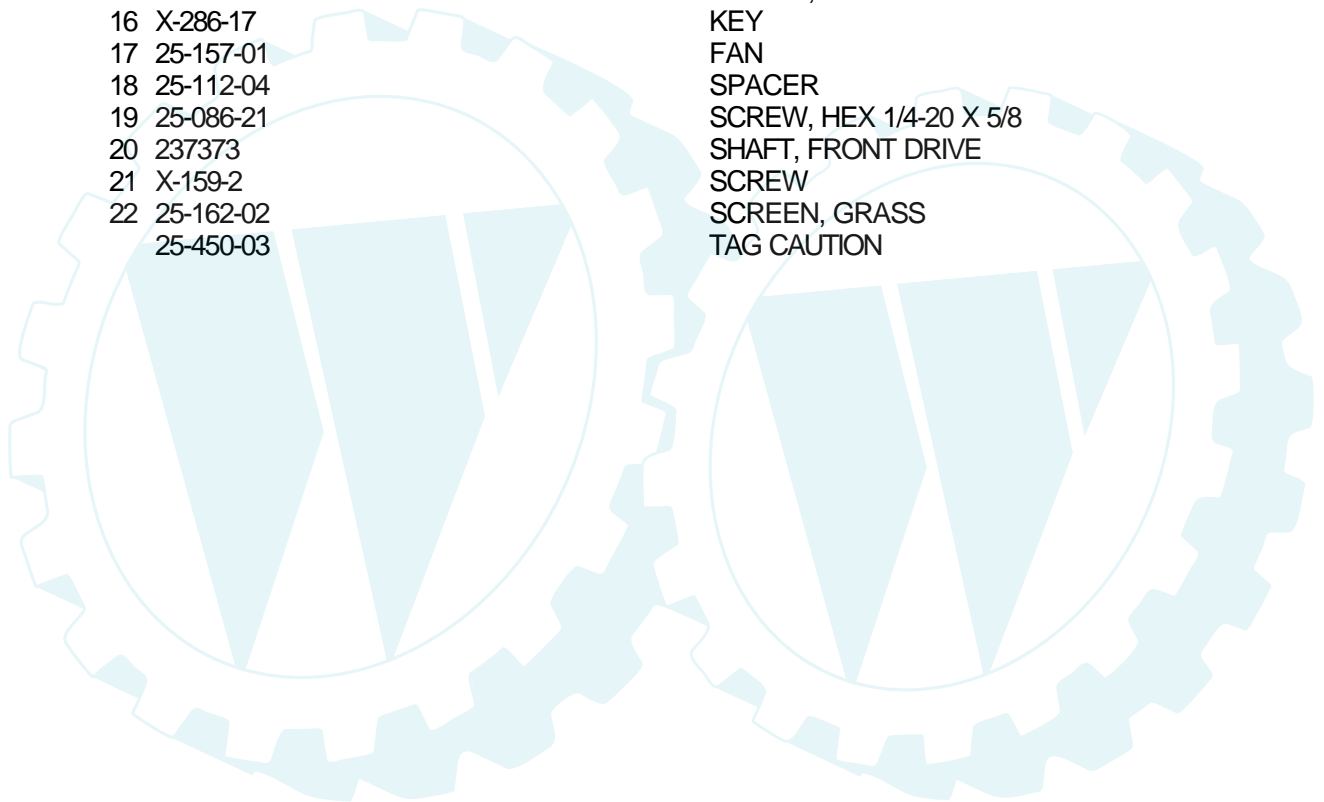 16 X-286-17 KEY
17 25-157-01 FAN
18 25-112-04 SPACER
19 25-086-21 SCREW, HEX 1/4-20 X 5/8
20 237373 SHAFT, FRONT DRIVE
21 X-159-2 SCREW
22 25-162-02 SCREEN, GRASS
25-450-03 TAG CAUTION